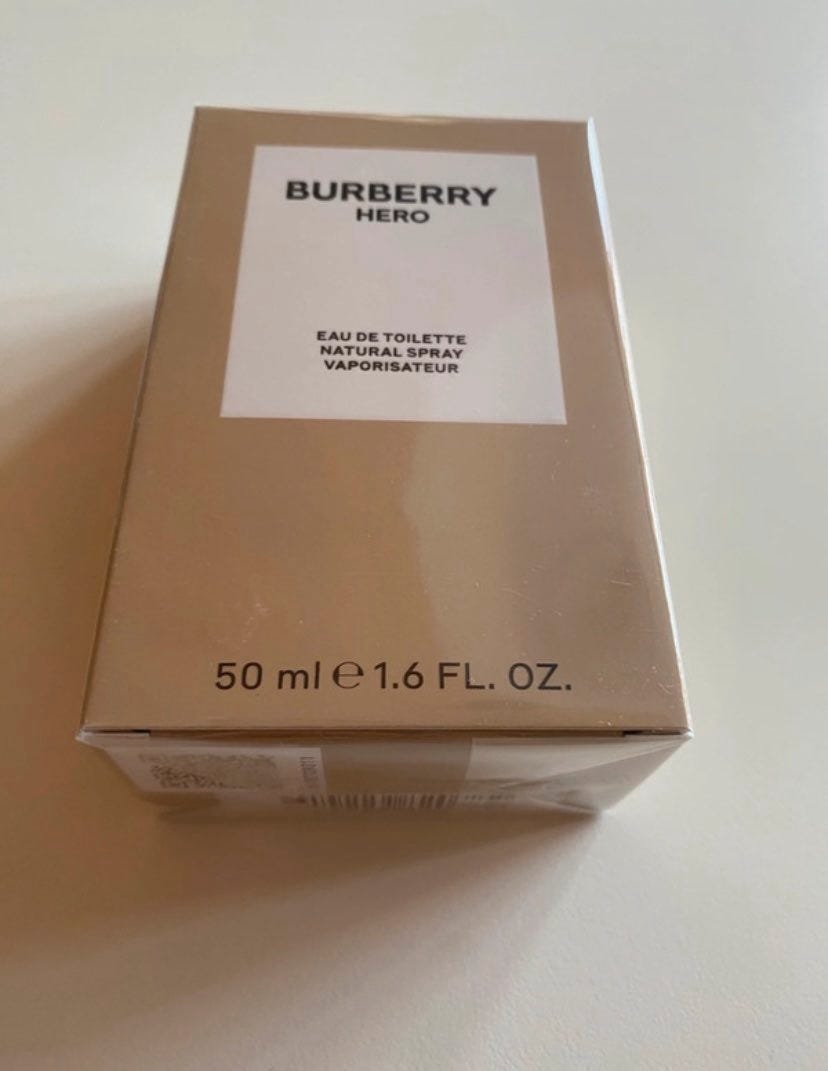 BURBERRY
HERO
EAU DE TOILETTE
NATURAL SPRAY
VAPORISATEUR
50 ml ℮ 1.6 FL. OZ.